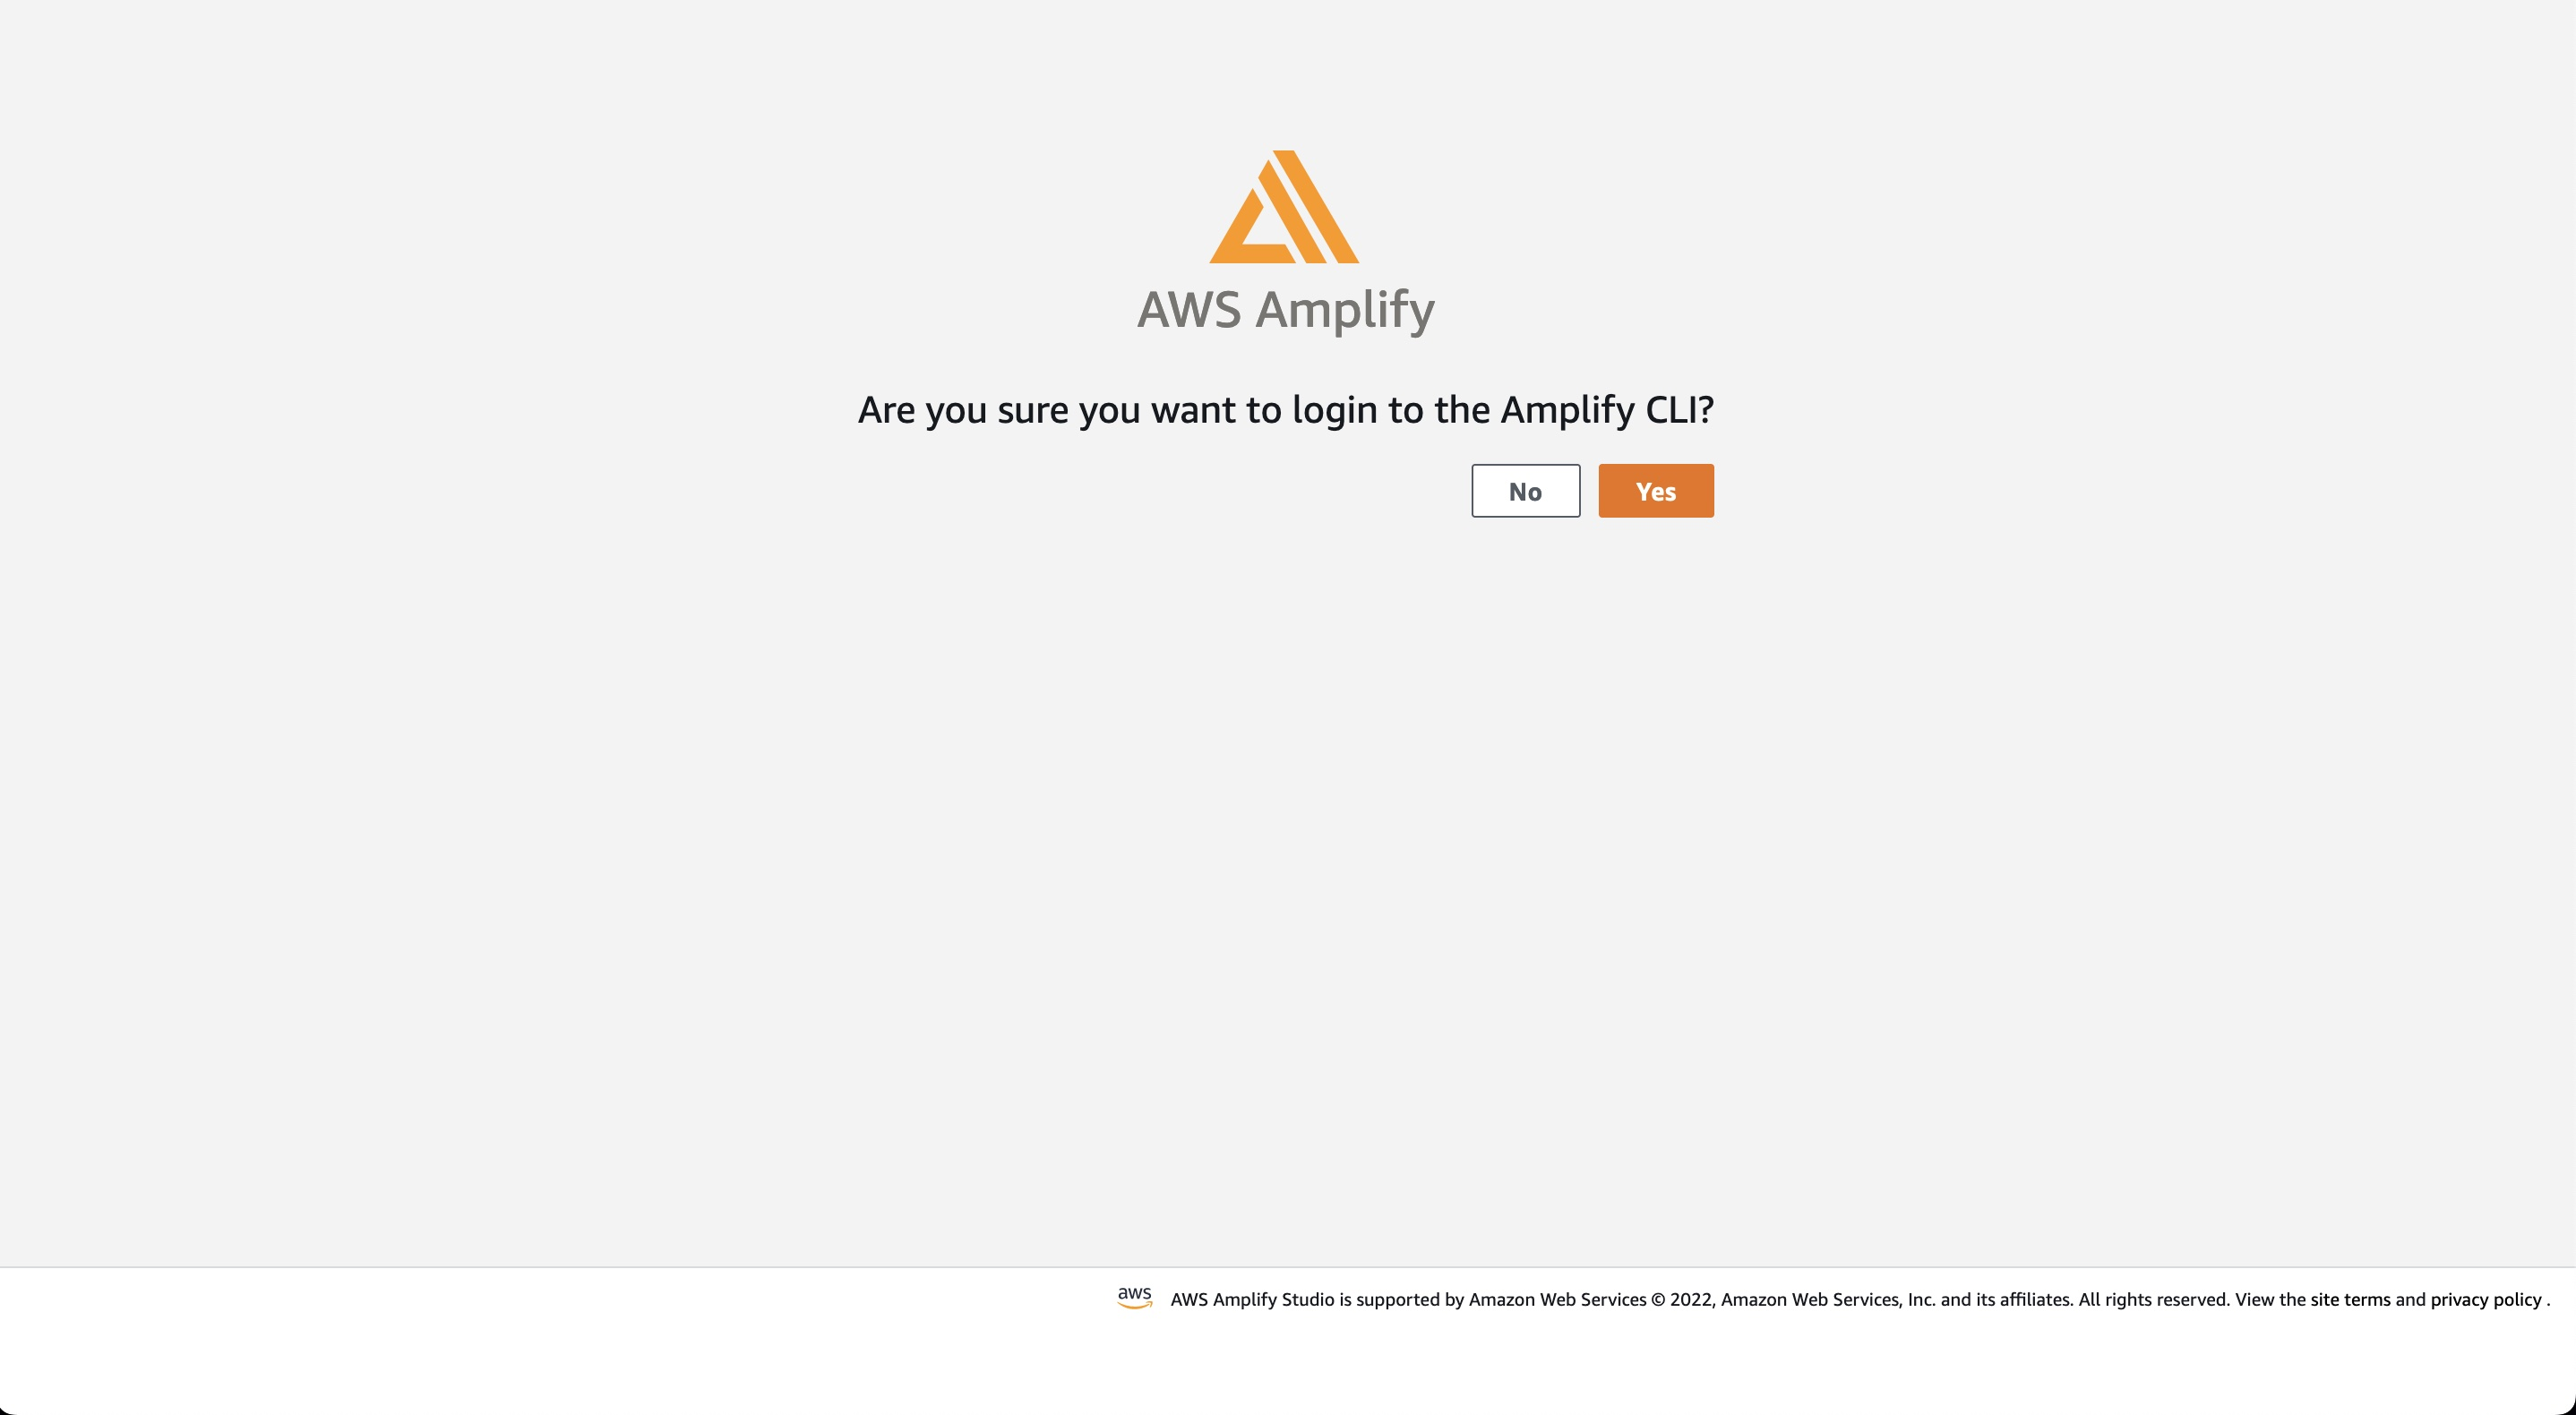 AWS Amplify
Are you sure you want to login to the Amplify CLI?
No
Yes
aws
AWS Amplify Studio is supported by Amazon Web Services © 2022, Amazon Web Services, Inc. and its affiliates. All rights reserved. View the site terms and privacy policy .